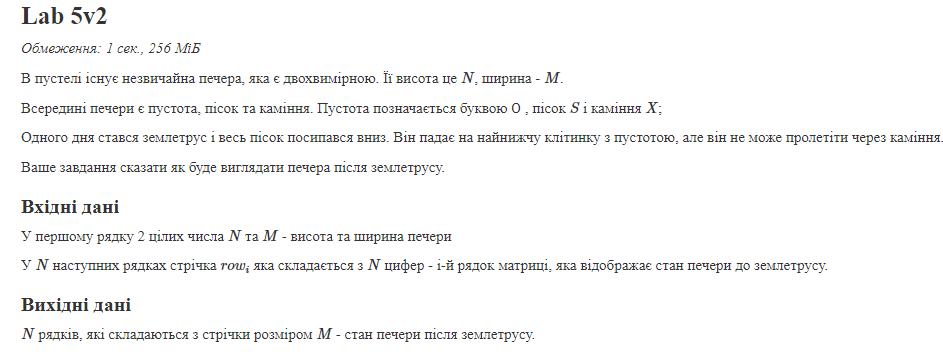 Lab 5v2
Обмеження: 1 сек., 256 МіБ
В пустелі існує незвичайна печера, яка є двохвимірною. Її висота це N, ширина - M.
Всередині печери є пустота, пісок та каміння. Пустота позначається буквою O , пісок S і каміння X;
Одного дня стався землетрус і весь пісок посипався вниз. Він падає на найнижчу клітинку з пустотою, але він не може пролетіти через каміння.
Ваше завдання сказати як буде виглядати печера після землетрусу.
Вхідні дані
У першому рядку 2 цілих числа N та M - висота та ширина печери
У N наступних рядках стрічка rowi яка складається з N цифер - i-й рядок матриці, яка відображає стан печери до землетрусу.
Вихідні дані
N рядків, які складаються з стрічки розміром M - стан печери після землетрусу.